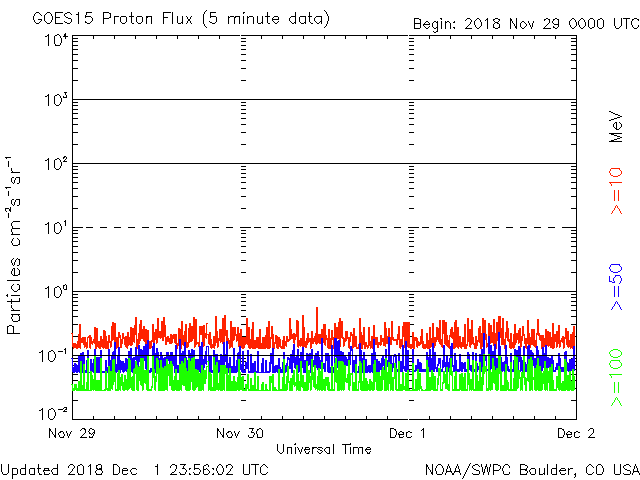 GOES15 Proton Flux (5 minute data)
Begin: 2018 Nov 29 0000 UTC
10⁴
10³
10²
10¹
10⁰
10⁻¹
10⁻²
Particles cm⁻²s⁻¹sr⁻¹
MeV
>=10
>=50
>=100
Nov 29
Nov 30
Dec 1
Dec 2
Universal Time
Updated 2018 Dec 1 23:56:02 UTC
NOAA/SWPC Boulder, CO USA